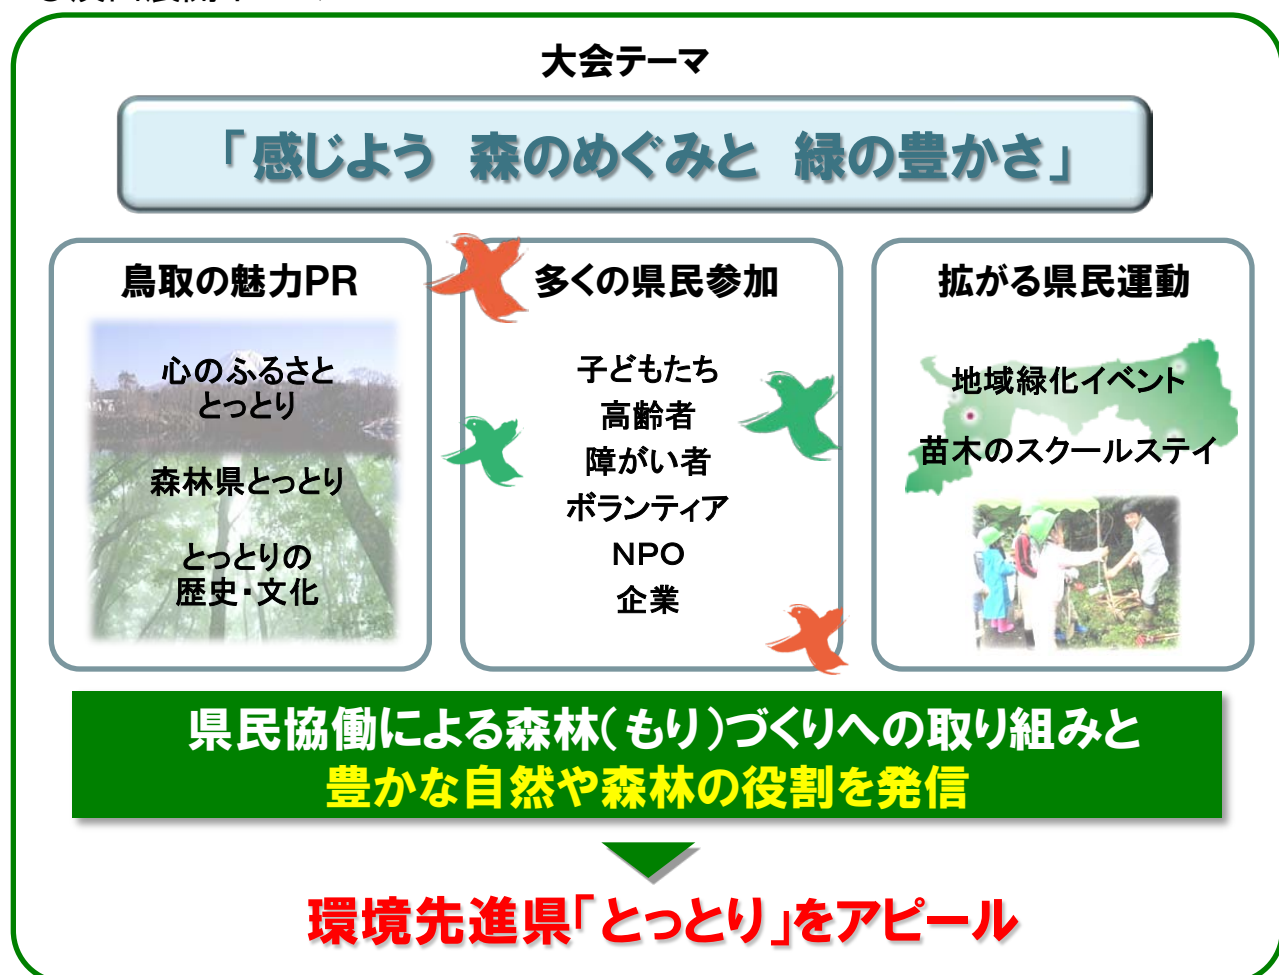 大会テーマ
「感じよう　森のめぐみと　緑の豊かさ」
鳥取の魅力PR
心のふるさと
とっとり
森林県とっとり
とっとりの
歴史・文化
多くの県民参加
子どもたち
高齢者
障がい者
ボランティア
NPO
企業
拡がる県民運動
地域緑化イベント
苗木のスクールステイ
県民協働による森林(もり)づくりへの取り組みと
豊かな自然や森林の役割を発信
環境先進県「とっとり」をアピール